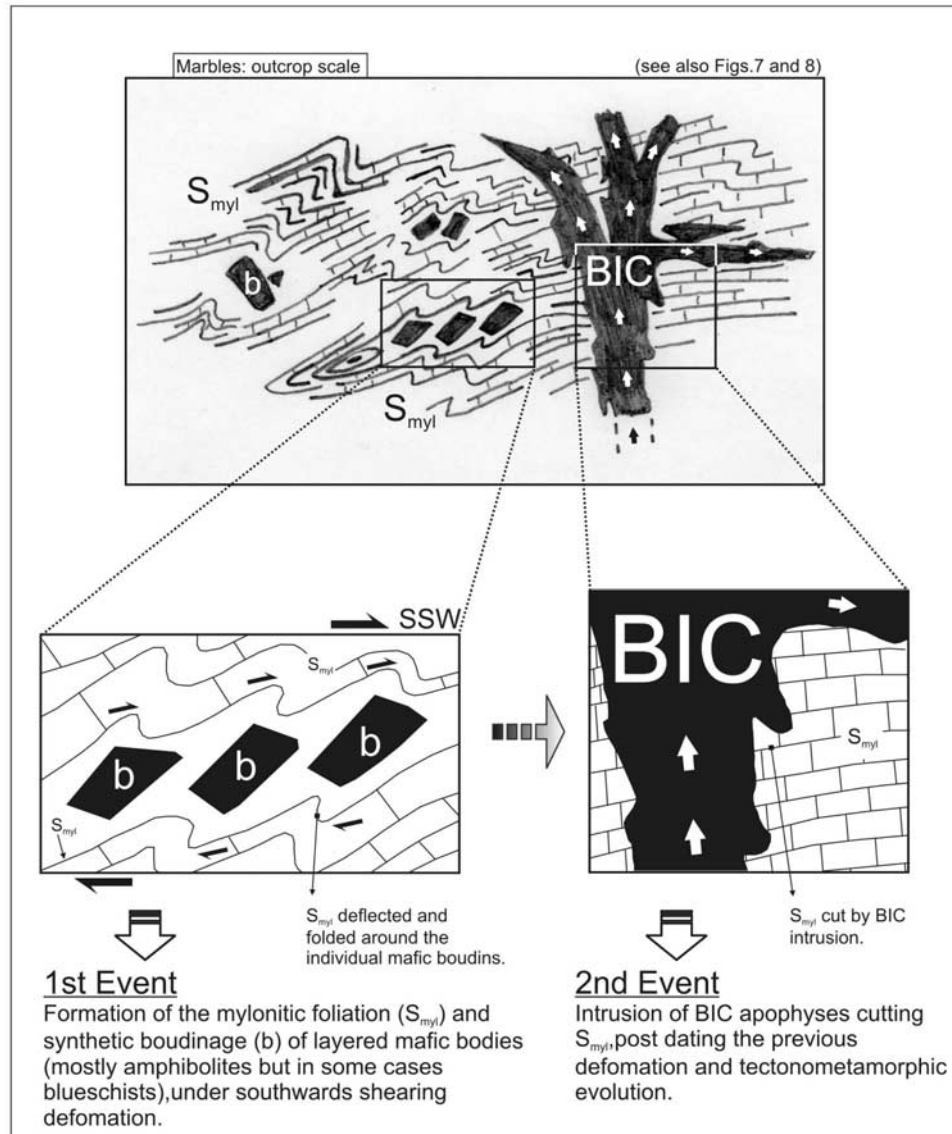 Marbles: outcrop scale
(see also Figs.7 and 8)
Smyl
b
BIC
Smyl
SSW
Smyl
b
b
b
Smyl
Smyl deflected and
folded around the
individual mafic boudins.
1st Event
Formation of the mylonitic foliation (Smyl) and
synthetic boudinage (b) of layered mafic bodies
(mostly amphibolites but in some cases
blueschists),under southwards shearing
defomation.
BIC
Smyl
Smyl cut by BIC
intrusion.
2nd Event
Intrusion of BIC apophyses cutting
Smyl,post dating the previous
defomation and tectonometamorphic
evolution.